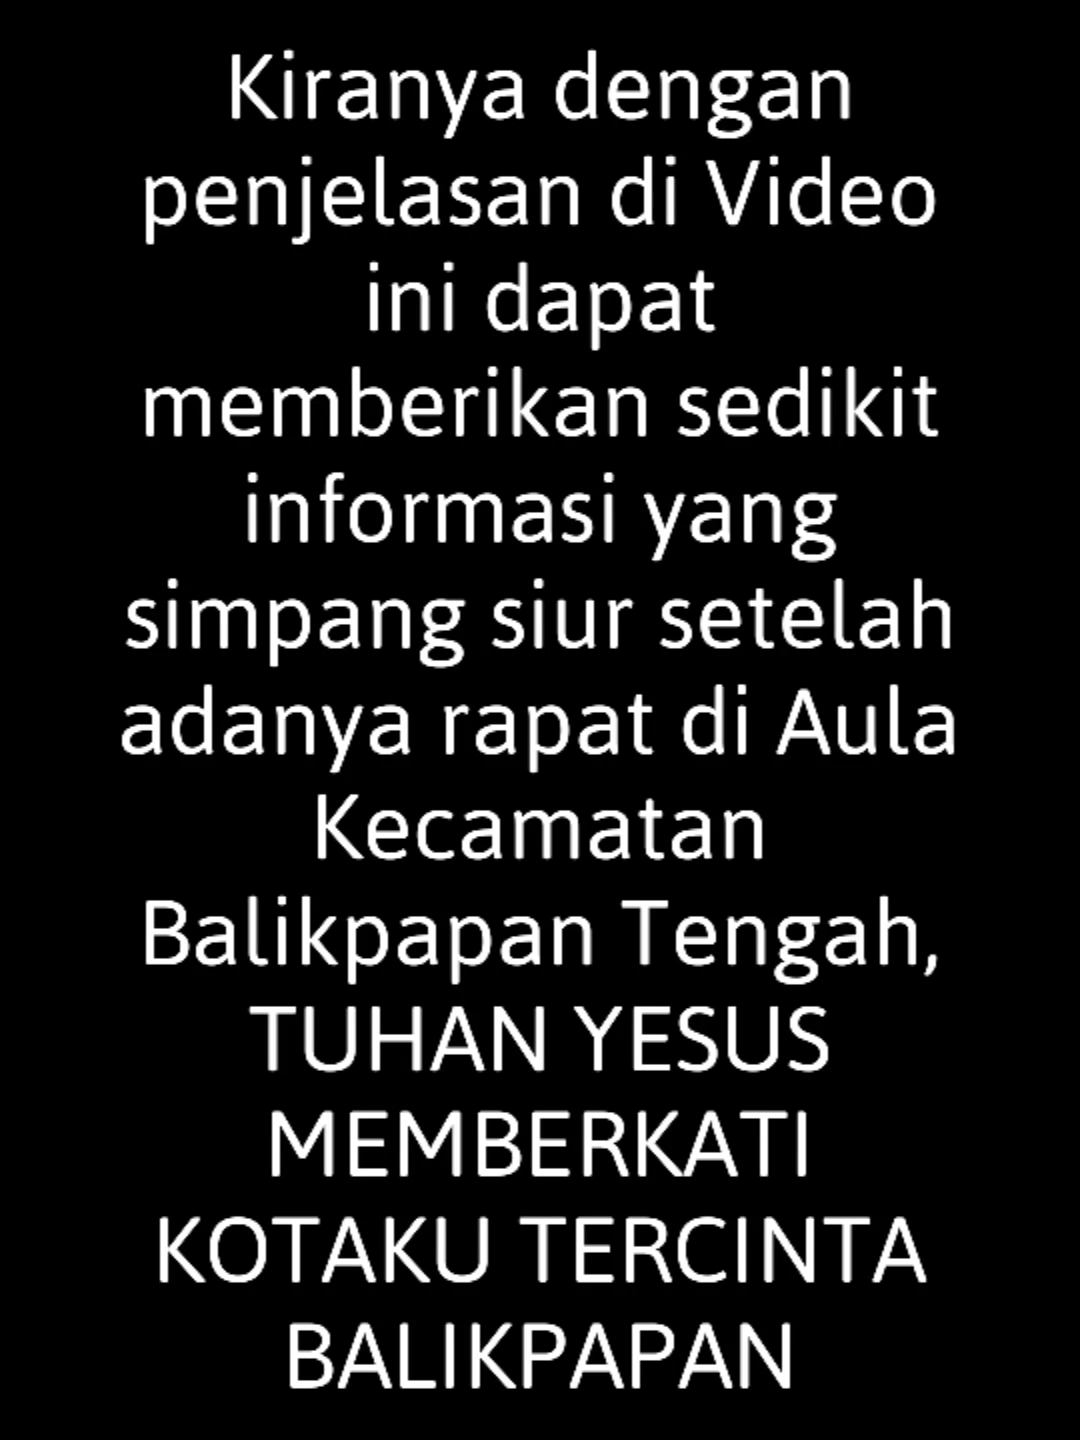 Kiranya dengan
penjelasan di Video
ini dapat
memberikan sedikit
informasi yang
simpang siur setelah
adanya rapat di Aula
Kecamatan
Balikpapan Tengah,
TUHAN YESUS
MEMBERKATI
KOTAKU TERCINTA
BALIKPAPAN